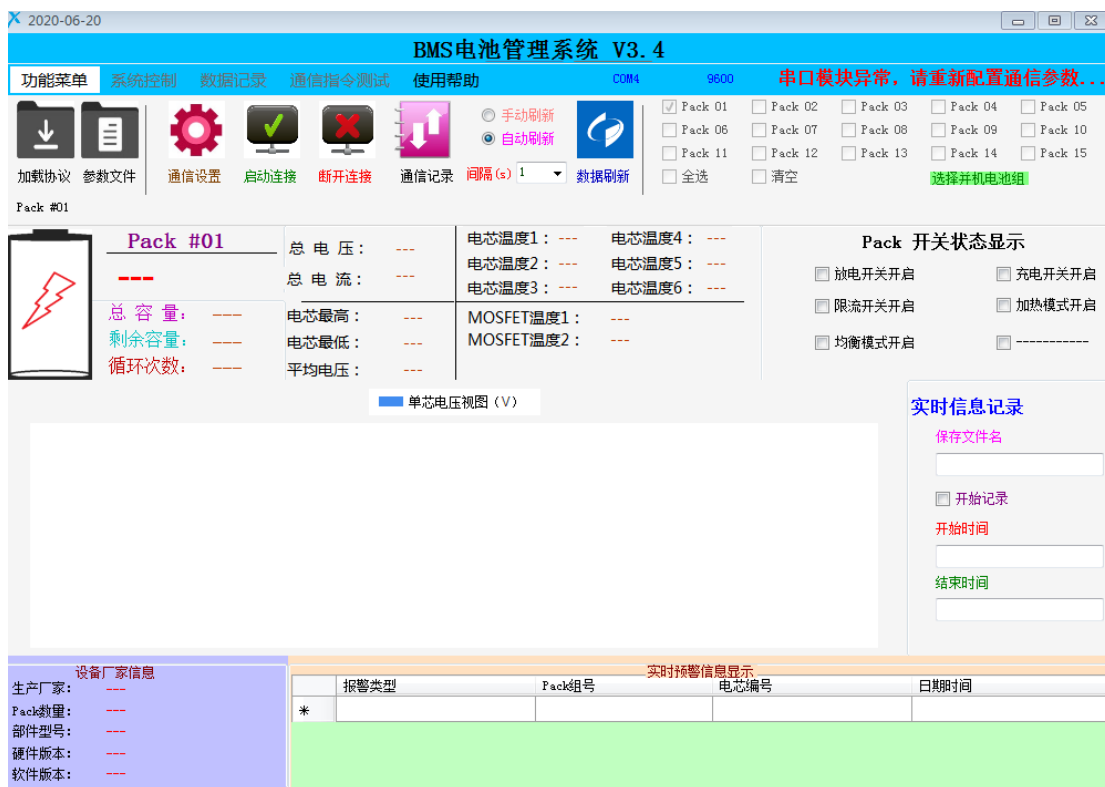 2020-06-20
BMS电池管理系统 V3.4
功能菜单 系统控制 数据记录 通信指令测试 使用帮助 COM4 9600 串口模块异常，请重新配置通信参数...
手动刷新
自动刷新
间隔(s) 1
加载协议 参数文件 通信设置 启动连接 断开连接 通信记录 数据刷新
Pack 01 Pack 02 Pack 03 Pack 04 Pack 05
Pack 06 Pack 07 Pack 08 Pack 09 Pack 10
Pack 11 Pack 12 Pack 13 Pack 14 Pack 15
全选 清空 选择并机电池组
Pack #01
Pack #01
---
总 容 量： ---
剩余容量： ---
循环次数： ---
总 电 压： ---
总 电 流： ---
电芯最高： ---
电芯最低： ---
平均电压： ---
电芯温度1： --- 电芯温度4： ---
电芯温度2： --- 电芯温度5： ---
电芯温度3： --- 电芯温度6： ---
MOSFET温度1： ---
MOSFET温度2： ---
Pack 开关状态显示
放电开关开启 充电开关开启
限流开关开启 加热模式开启
均衡模式开启 -----------
单芯电压视图（V）
实时信息记录
保存文件名
开始记录
开始时间
结束时间
设备厂家信息
生产厂家： ---
Pack数量： ---
部件型号： ---
硬件版本： ---
软件版本： ---
实时预警信息显示
报警类型 Pack组号 电芯编号 日期时间
*